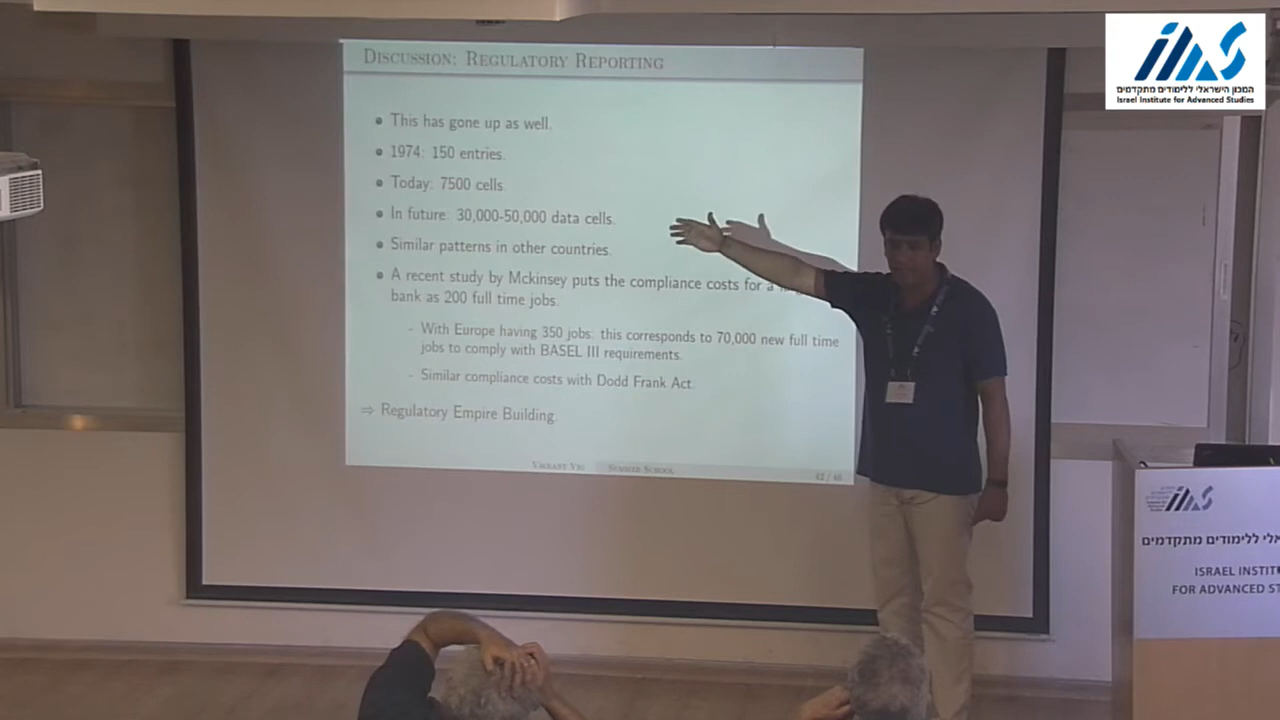 DISCUSSION: REGULATORY REPORTING
This has gone up as well.
1974: 150 entries.
Today: 7500 cells.
In future: 30,000-50,000 data cells.
Similar patterns in other countries.
A recent study by Mckinsey puts the compliance costs for a
bank as 200 full time jobs.
- With Europe having 350 jobs: this corresponds to 70,000 new full time
jobs to comply with BASEL III requirements.
- Similar compliance costs with Dodd Frank Act.
⇒ Regulatory Empire Building.
VIKRANT VIG
42 / 46
המכון הישראלי ללימודים מתקדמים
Israel Institute for Advanced Studies
ללימודים מתקדמים
ISRAEL INSTIT
FOR ADVANCED ST